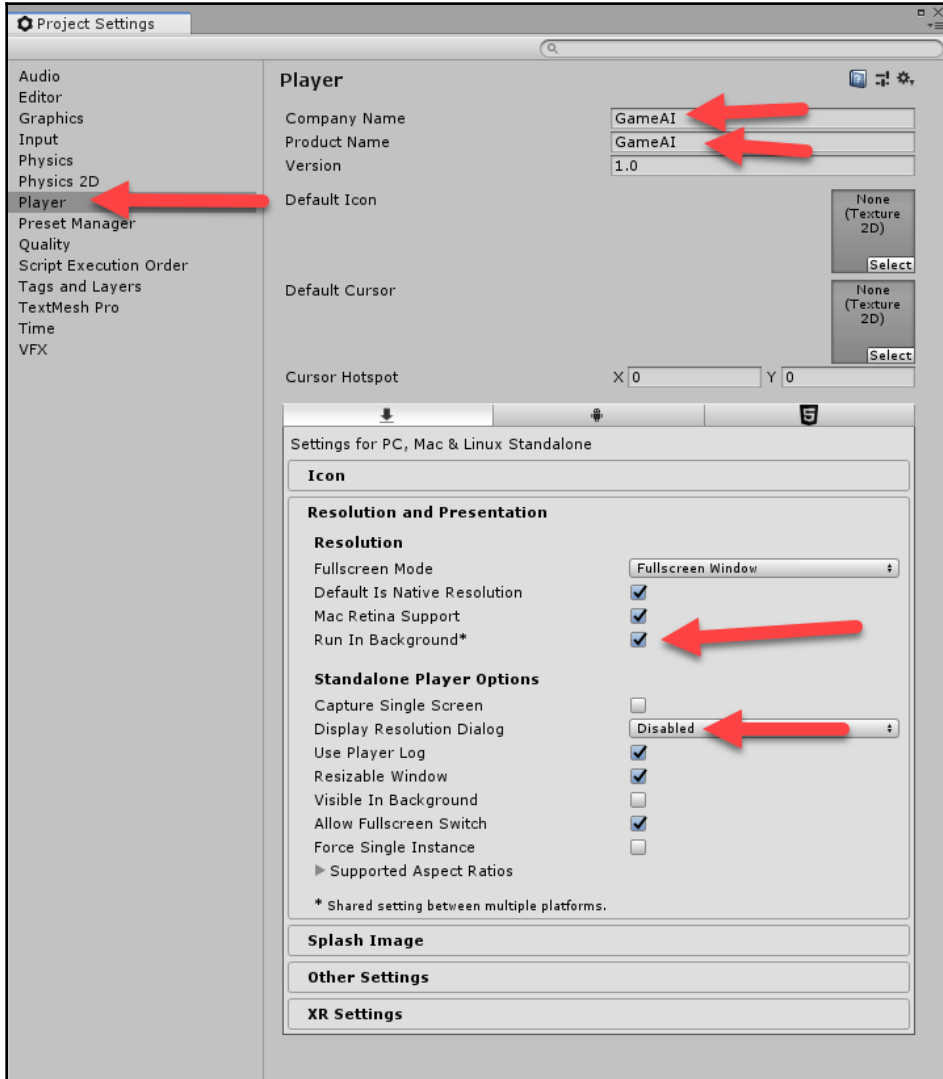 Project Settings
Audio
Editor
Graphics
Input
Physics
Physics 2D
Player
Preset Manager
Quality
Script Execution Order
Tags and Layers
TextMesh Pro
Time
VFX
Player
Company Name GameAI
Product Name GameAI
Version 1.0
Default Icon
None
(Texture
2D)
Select
Default Cursor
None
(Texture
2D)
Select
Cursor Hotspot X 0 Y 0
Settings for PC, Mac & Linux Standalone
Icon
Resolution and Presentation
Resolution
Fullscreen Mode Fullscreen Window
Default Is Native Resolution
Mac Retina Support
Run In Background*
Standalone Player Options
Capture Single Screen
Display Resolution Dialog Disabled
Use Player Log
Resizable Window
Visible In Background
Allow Fullscreen Switch
Force Single Instance
Supported Aspect Ratios
* Shared setting between multiple platforms.
Splash Image
Other Settings
XR Settings